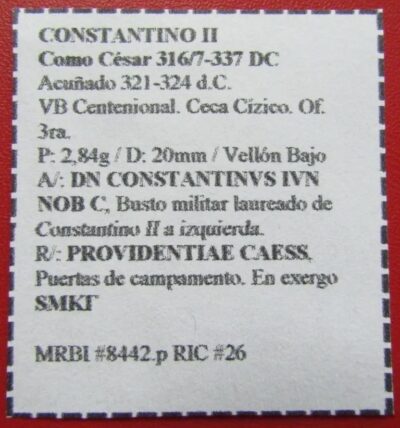 CONSTANTINO II
Como César 316/7-337 DC
Acuñado 321-324 d.C.
VB Centenional. Ceca Cízico. Of.
3ra.
P: 2,84g / D: 20mm / Vellón Bajo
A/: DN CONSTANTINVS IVN
NOB C, Busto militar laureado de
Constantino II a izquierda.
R/: PROVIDENTIAE CAESS,
Puertas de campamento. En exergo
SMKΓ
MRBI #8442.p RIC #26